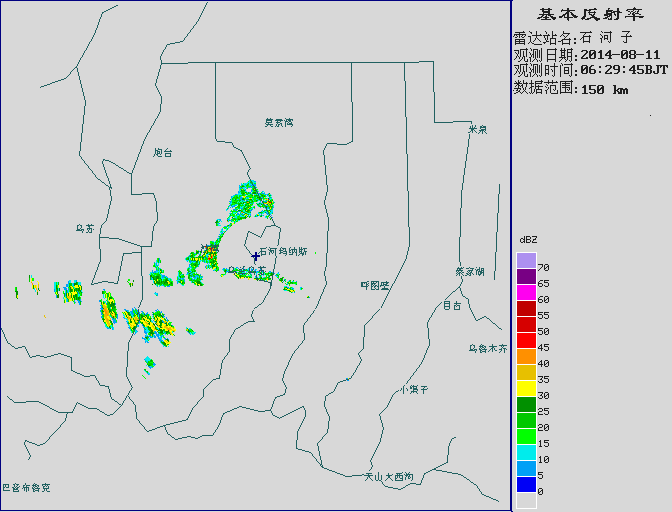 基本反射率
雷达站名:石 河 子
观测日期:2014-08-11
观测时间:06:29:45BJT
数据范围:150 km
莫索湾
米泉
炮台
乌苏
石河玛纳斯
呼图壁
蔡家湖
目台
乌鲁木齐
小渠子
天山大西沟
巴音布鲁克
dBZ
70
65
60
55
50
45
40
35
30
25
20
15
10
5
0